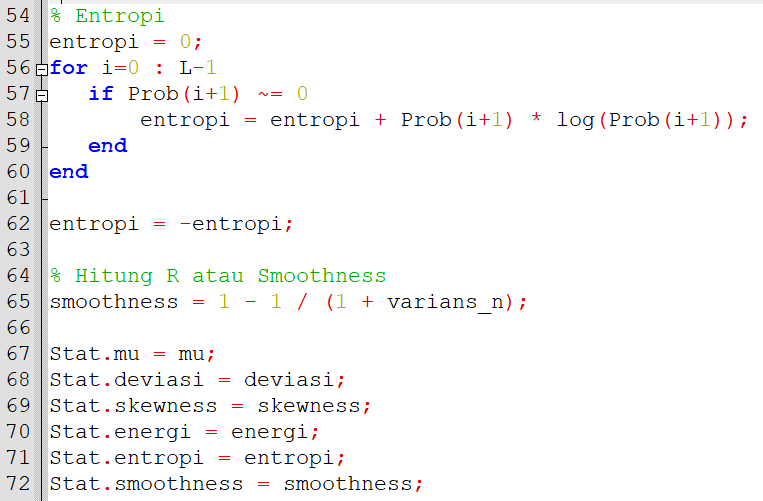 54 % Entropi
55 entropi = 0;
56 for i=0 : L-1
57    if Prob(i+1) ~= 0
58        entropi = entropi + Prob(i+1) * log(Prob(i+1));
59    end
60 end
61
62 entropi = -entropi;
63
64 % Hitung R atau Smoothness
65 smoothness = 1 - 1 / (1 + varians_n);
66
67 Stat.mu = mu;
68 Stat.deviasi = deviasi;
69 Stat.skewness = skewness;
70 Stat.energi = energi;
71 Stat.entropi = entropi;
72 Stat.smoothness = smoothness;